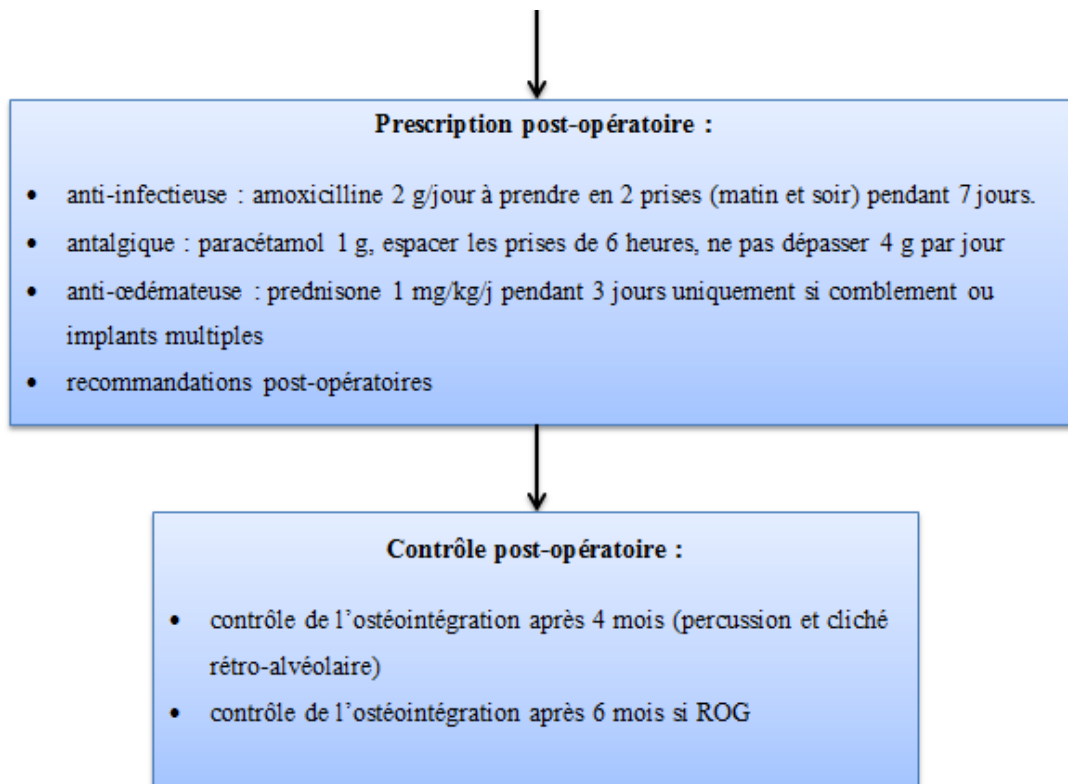 Prescription post-opératoire :
• anti-infectieuse : amoxicilline 2 g/jour à prendre en 2 prises (matin et soir) pendant 7 jours.
• antalgique : paracétamol 1 g, espacer les prises de 6 heures, ne pas dépasser 4 g par jour
• anti-œdémateuse : prednisone 1 mg/kg/j pendant 3 jours uniquement si comblement ou
implants multiples
• recommandations post-opératoires
Contrôle post-opératoire :
• contrôle de l’ostéointégration après 4 mois (percussion et cliché
rétro-alvéolaire)
• contrôle de l’ostéointégration après 6 mois si ROG